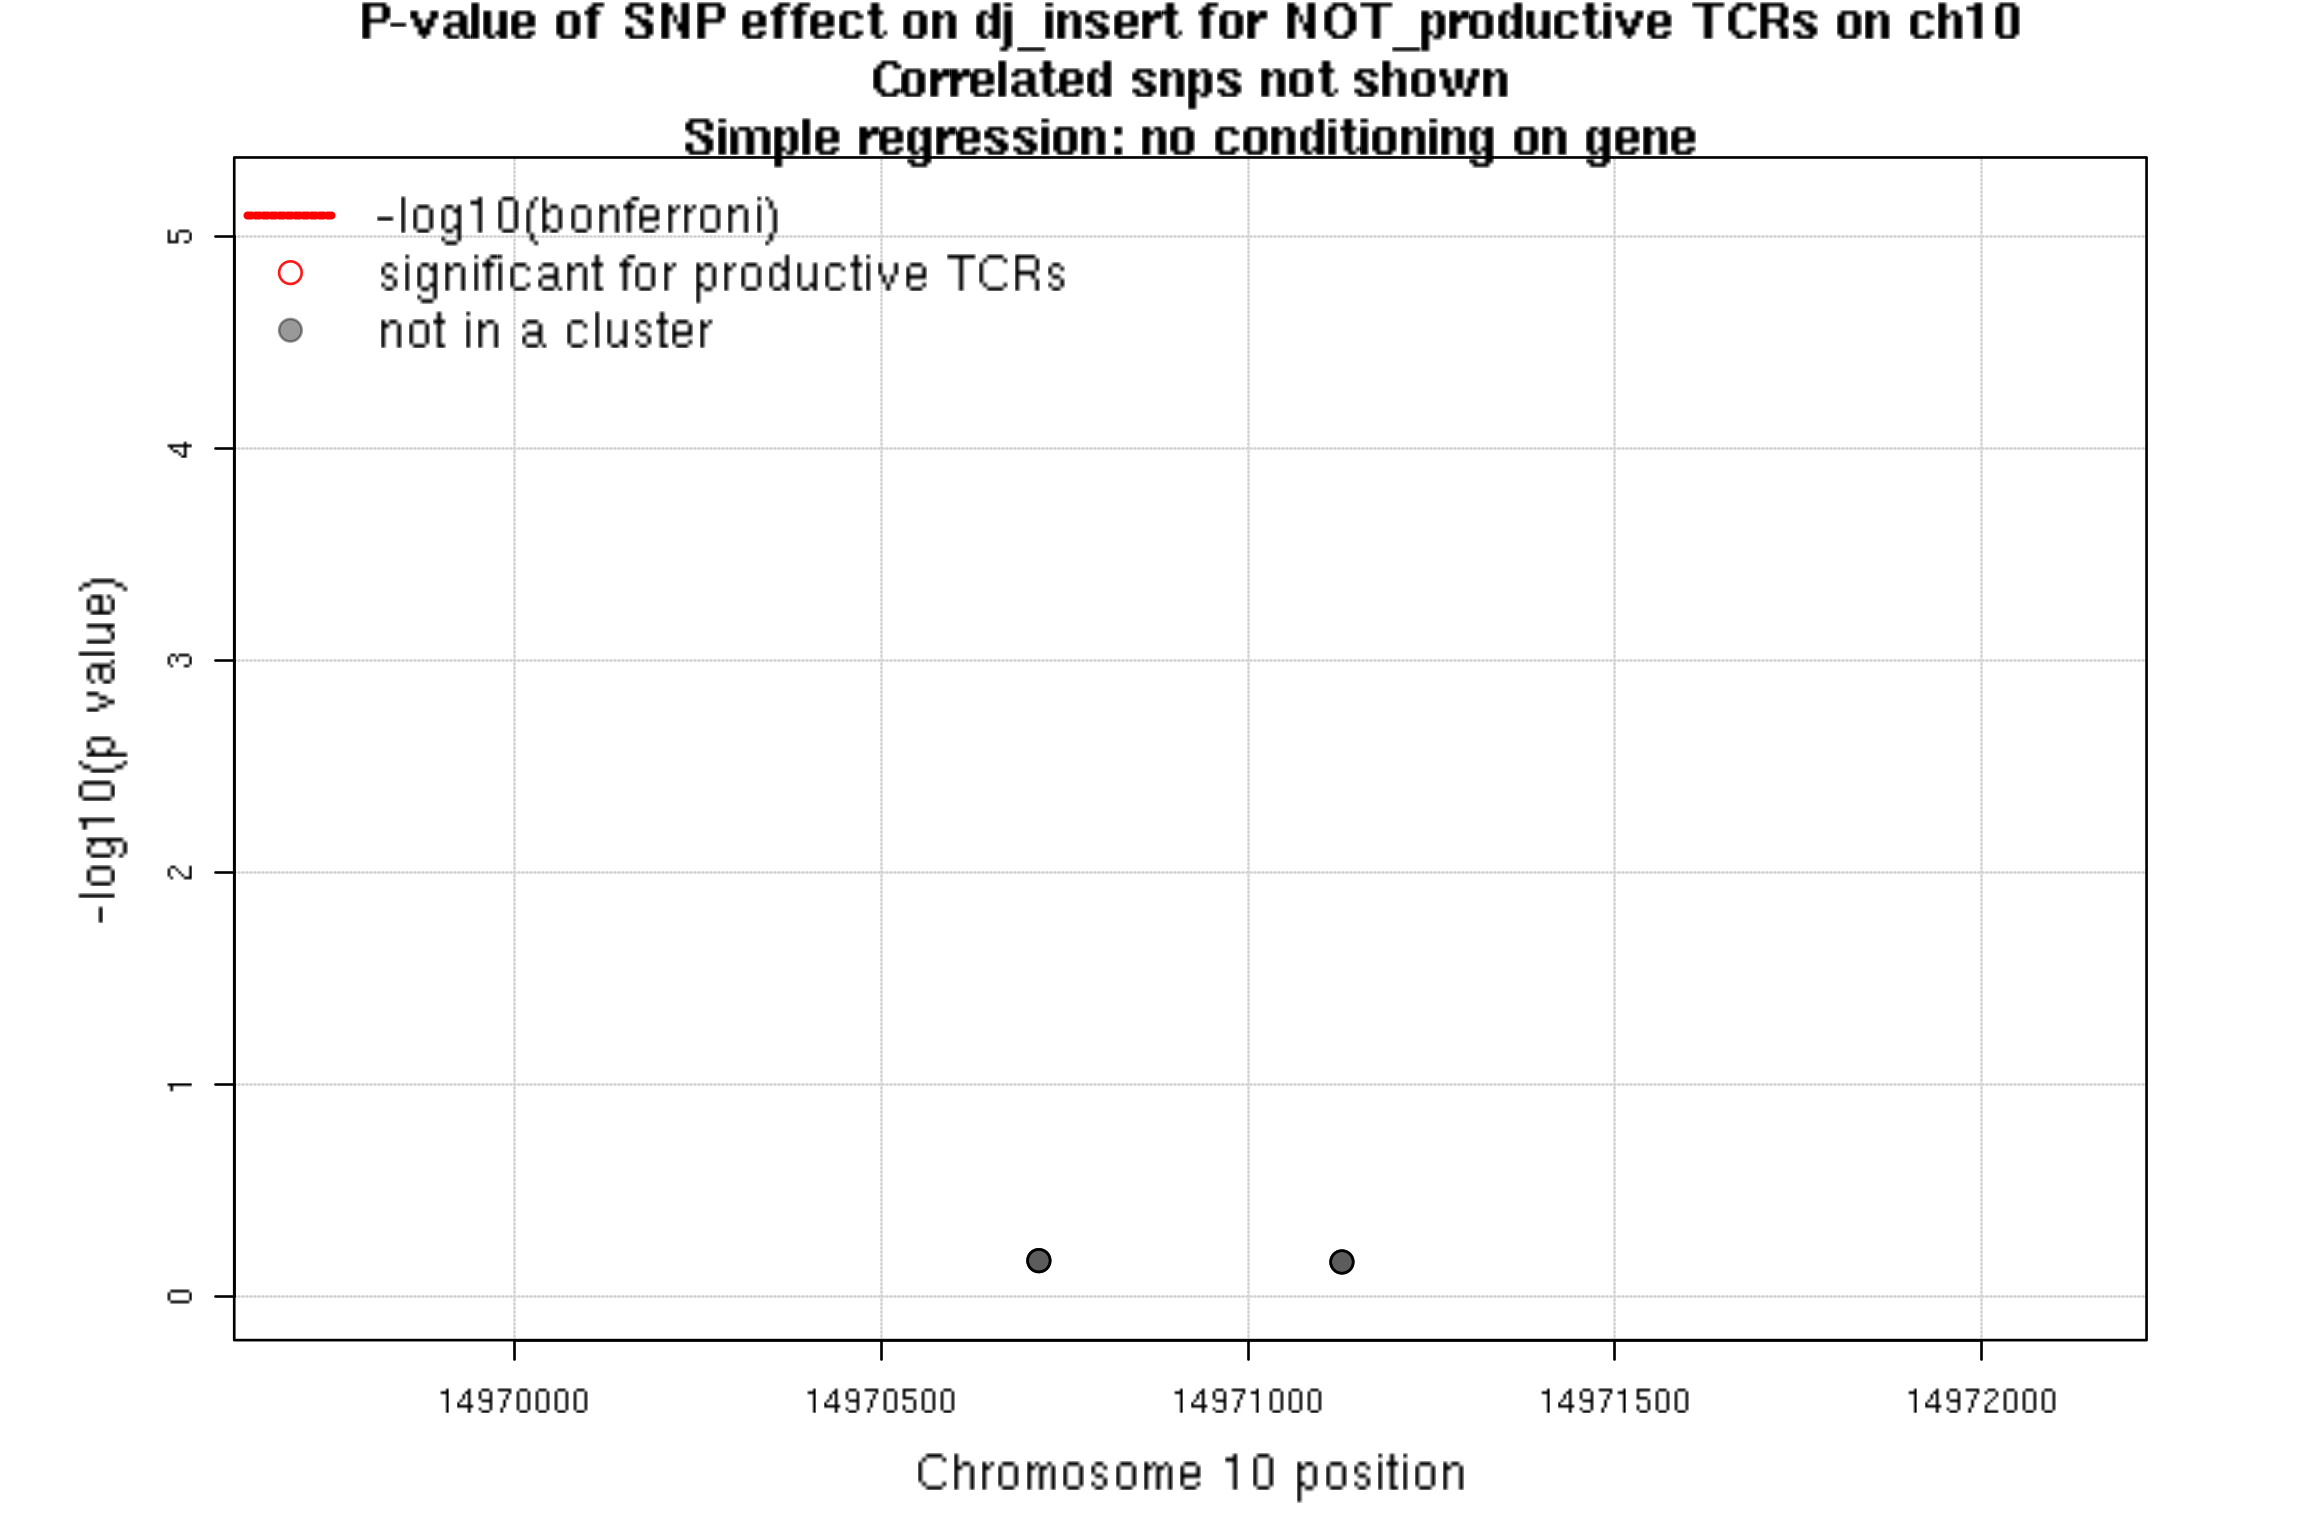 P-value of SNP effect on dj_insert for NOT_productive TCRs on ch10
Correlated snps not shown
Simple regression: no conditioning on gene
-log10(bonferroni)
significant for productive TCRs
not in a cluster
5
4
3
2
1
0
-log10(p value)
14970000
14970500
14971000
14971500
14972000
Chromosome 10 position